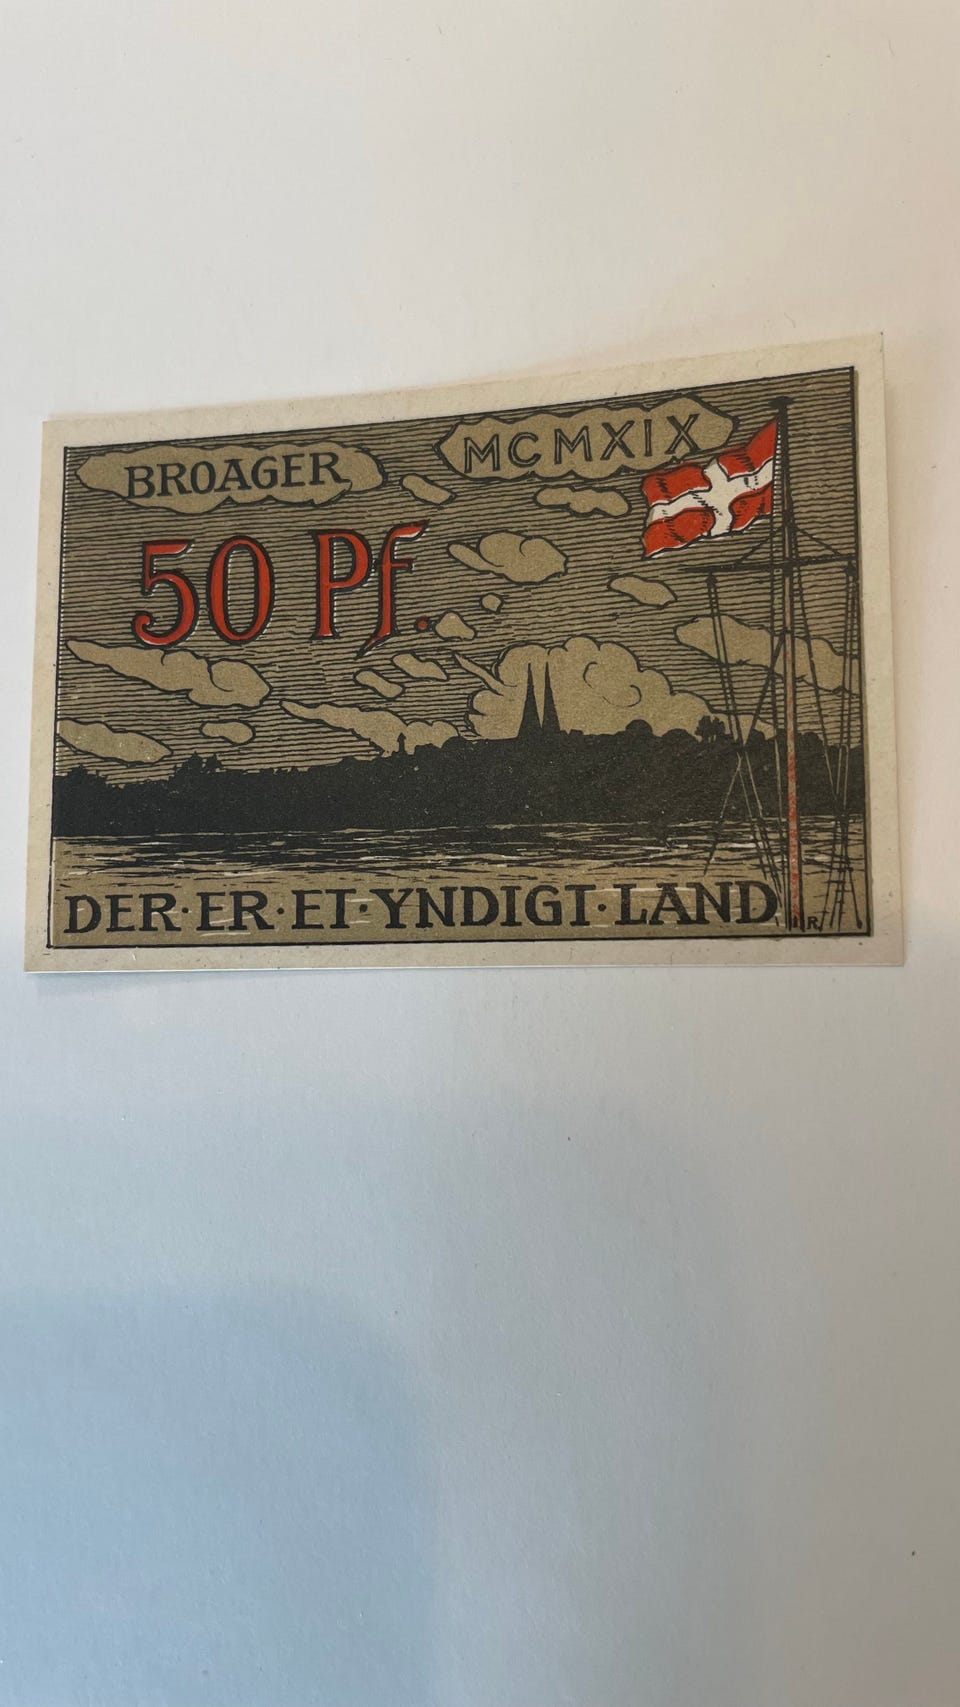 BROAGER
MCMXIX
50 Pf.
DER·ER·ET·YNDIGT·LAND